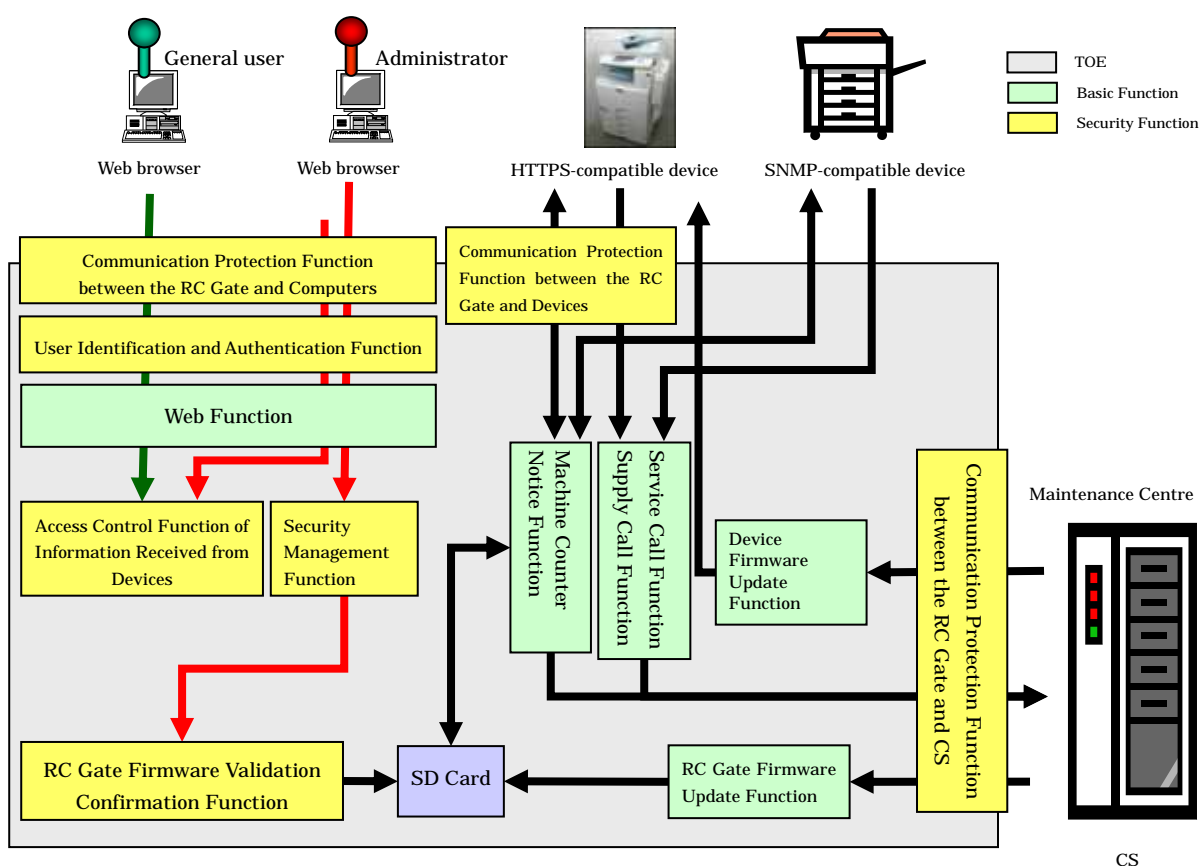 General user
Administrator
Web browser
Web browser
HTTPS-compatible device
SNMP-compatible device
TOE
Basic Function
Security Function
Communication Protection Function
between the RC Gate and Computers
Communication Protection
Function between the RC
Gate and Devices
User Identification and Authentication Function
Web Function
Access Control Function of
Information Received from
Devices
Security
Management
Function
Machine Counter
Notice Function
Service Call Function
Supply Call Function
Device
Firmware
Update
Function
Communication Protection Function
between the RC Gate and CS
Maintenance Centre
RC Gate Firmware Validation
Confirmation Function
SD Card
RC Gate Firmware
Update Function
CS